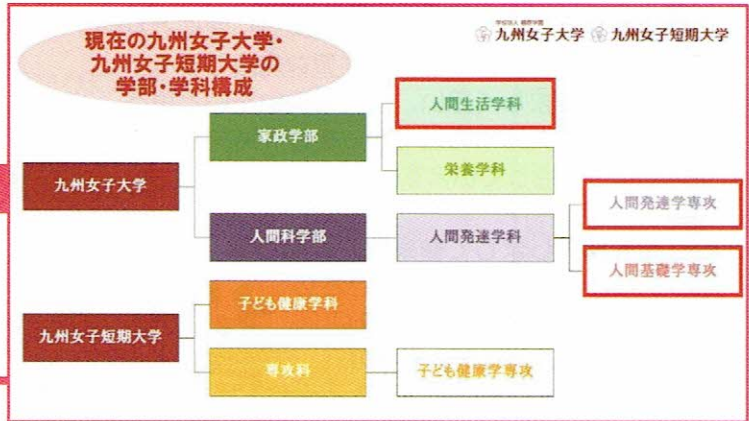 現在の九州女子大学・
九州女子短期大学の
学部・学科構成
学校法人 福原学園
九州女子大学 九州女子短期大学
人間生活学科
家政学部
栄養学科
九州女子大学
人間発達学専攻
人間科学部
人間発達学科
人間基礎学専攻
子ども健康学科
九州女子短期大学
専攻科
子ども健康学専攻